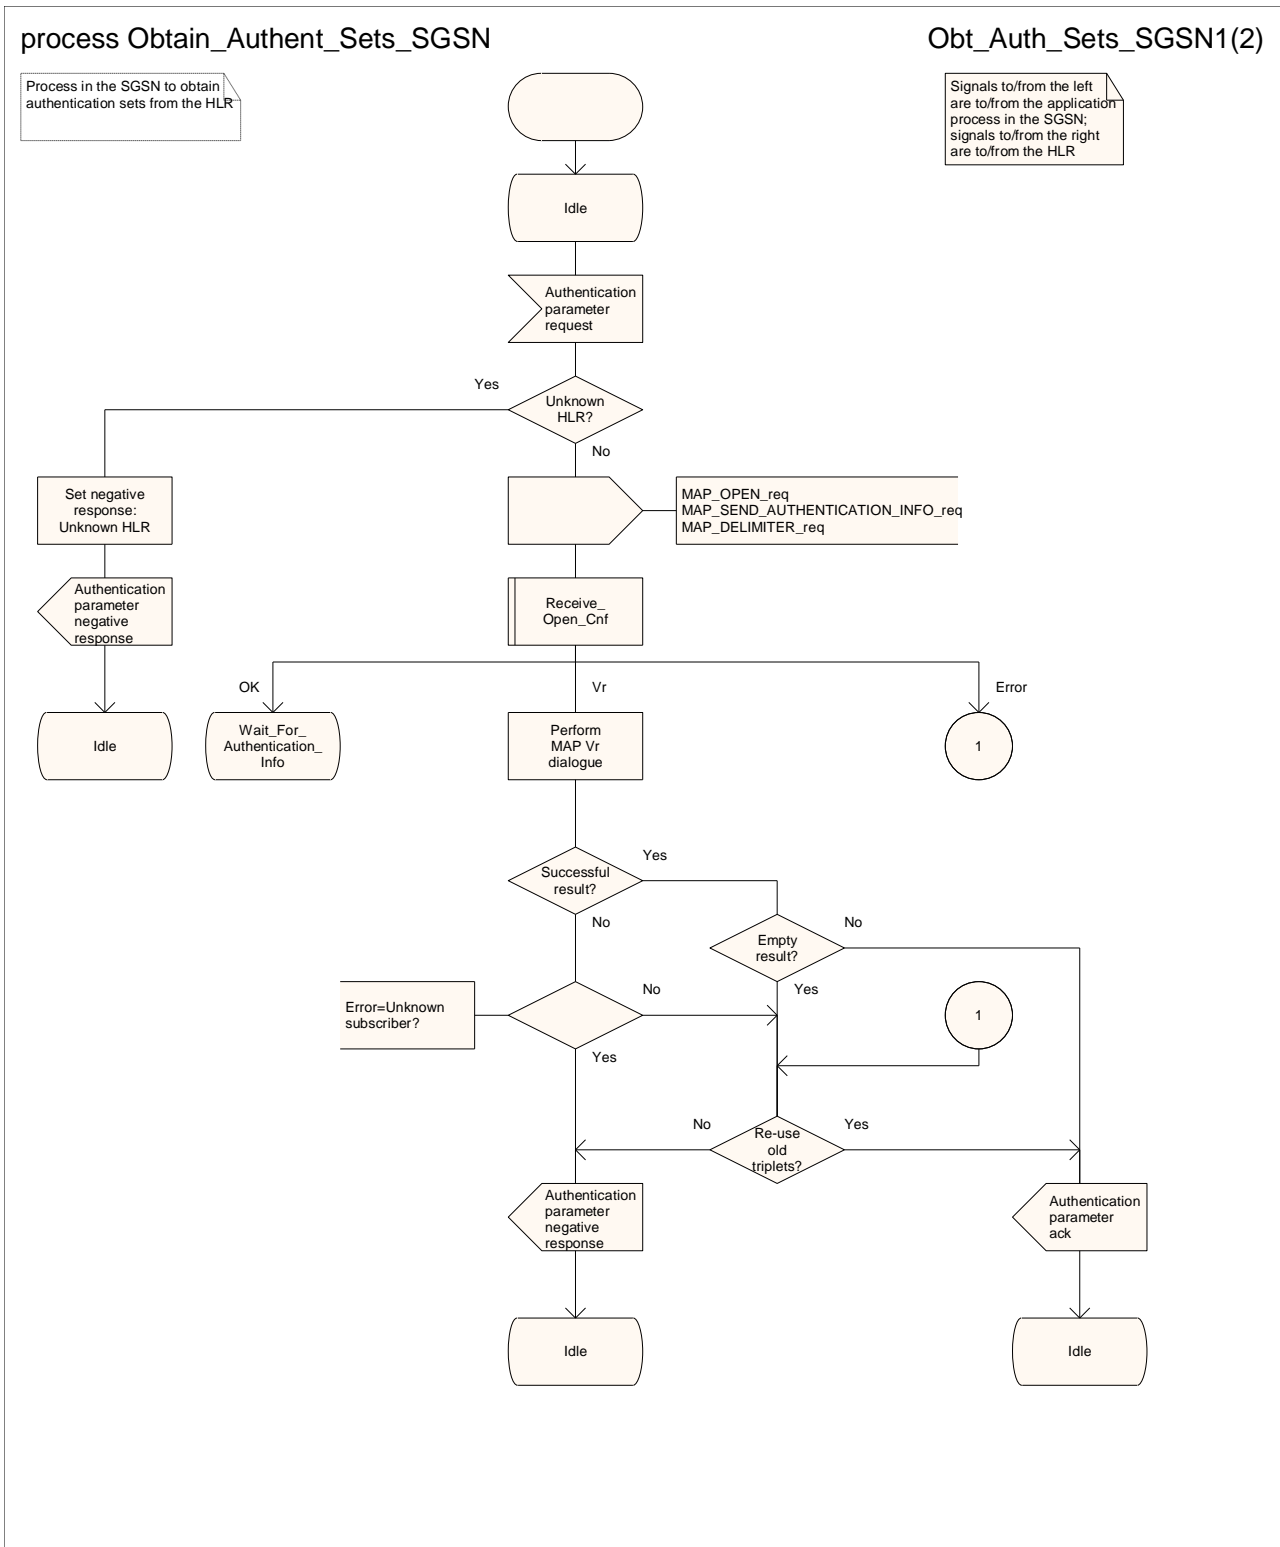 process Obtain_Authent_Sets_SGSN
Obt_Auth_Sets_SGSN1(2)
Process in the SGSN to obtain
authentication sets from the HLR
Signals to/from the left
are to/from the application
process in the SGSN;
signals to/from the right
are to/from the HLR
Idle
Authentication
parameter
request
Yes
Unknown
HLR?
No
Set negative
response:
Unknown HLR
MAP_OPEN_req
MAP_SEND_AUTHENTICATION_INFO_req
MAP_DELIMITER_req
Authentication
parameter
negative
response
Receive_
Open_Cnf
OK
Vr
Error
Idle
Wait_For_
Authentication_
Info
Perform
MAP Vr
dialogue
1
Successful
result?
Yes
No
Empty
result?
No
Yes
Error=Unknown
subscriber?
No
Yes
1
No
Re-use
old
triplets?
Yes
Authentication
parameter
negative
response
Authentication
parameter
ack
Idle
Idle